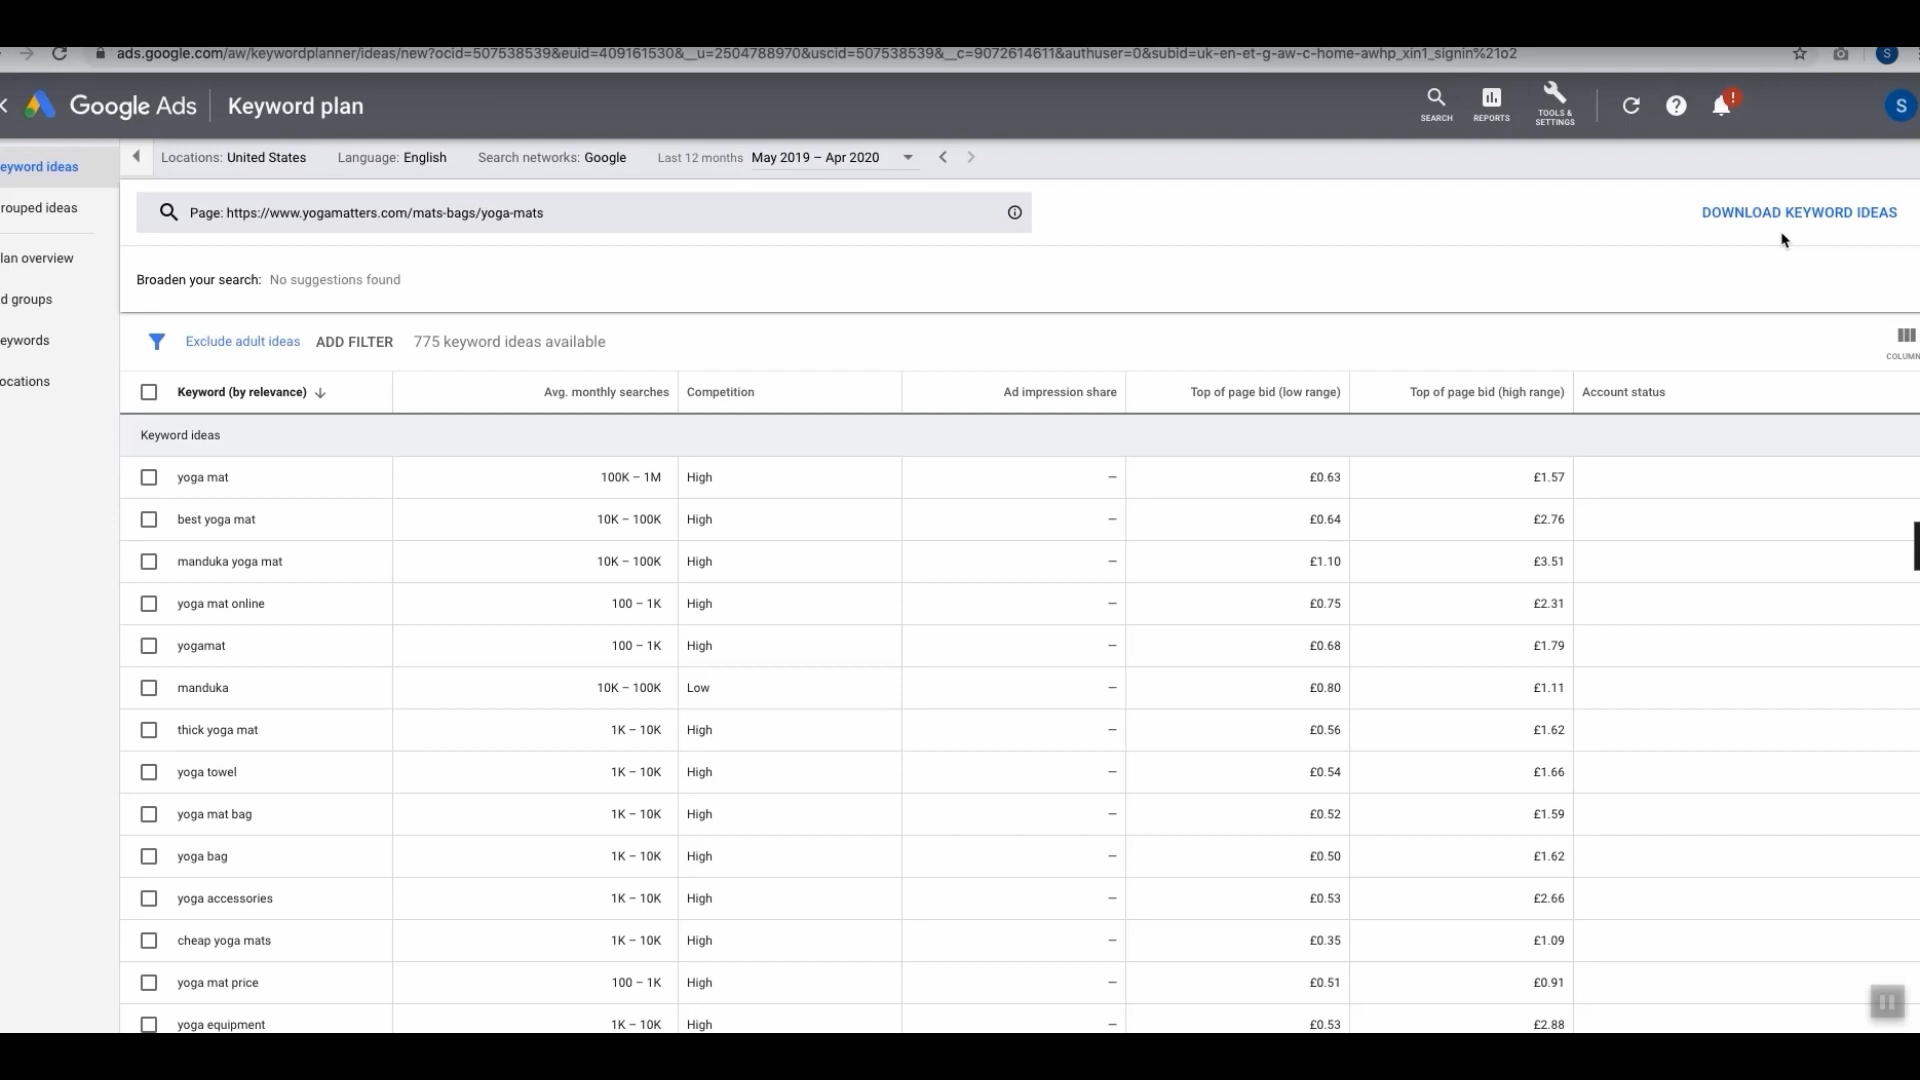 ads.google.com/aw/keywordplanner/ideas/new?ocid=507538539&euid=409161530&__u=2504788970&uscid=507538539&__c=9072614611&authuser=0&subid=uk-en-et-g-aw-c-home-awhp_xin1_signin%21o2
S
Google Ads Keyword plan
SEARCH REPORTS TOOLS & SETTINGS ! S
eyword ideas
rouped ideas
lan overview
d groups
eywords
ocations
Locations: United States Language: English Search networks: Google Last 12 months May 2019 – Apr 2020
Page: https://www.yogamatters.com/mats-bags/yoga-mats DOWNLOAD KEYWORD IDEAS
Broaden your search: No suggestions found
Exclude adult ideas ADD FILTER 775 keyword ideas available COLUMN
Keyword (by relevance) Avg. monthly searches Competition Ad impression share Top of page bid (low range) Top of page bid (high range) Account status
Keyword ideas
yoga mat 100K – 1M High – £0.63 £1.57
best yoga mat 10K – 100K High – £0.64 £2.76
manduka yoga mat 10K – 100K High – £1.10 £3.51
yoga mat online 100 – 1K High – £0.75 £2.31
yogamat 100 – 1K High – £0.68 £1.79
manduka 10K – 100K Low – £0.80 £1.11
thick yoga mat 1K – 10K High – £0.56 £1.62
yoga towel 1K – 10K High – £0.54 £1.66
yoga mat bag 1K – 10K High – £0.52 £1.59
yoga bag 1K – 10K High – £0.50 £1.62
yoga accessories 1K – 10K High – £0.53 £2.66
cheap yoga mats 1K – 10K High – £0.35 £1.09
yoga mat price 100 – 1K High – £0.51 £0.91
yoga equipment 1K – 10K High – £0.53 £2.88